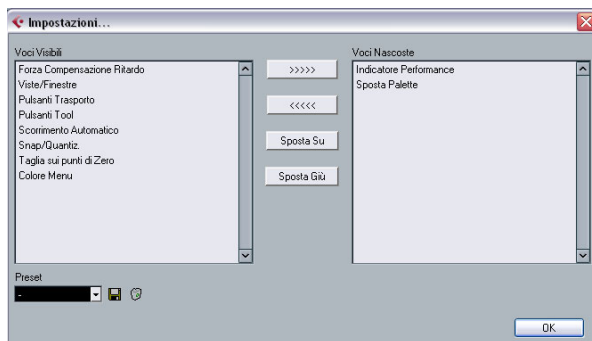 Impostazioni...
Voci Visibili
Forza Compensazione Ritardo
Viste/Finestre
Pulsanti Trasporto
Pulsanti Tool
Scorrimento Automatico
Snap/Quantiz.
Taglia sui punti di Zero
Colore Menu
>>>>>
<<<<<
Sposta Su
Sposta Giù
Voci Nascoste
Indicatore Performance
Sposta Palette
Preset
-
OK